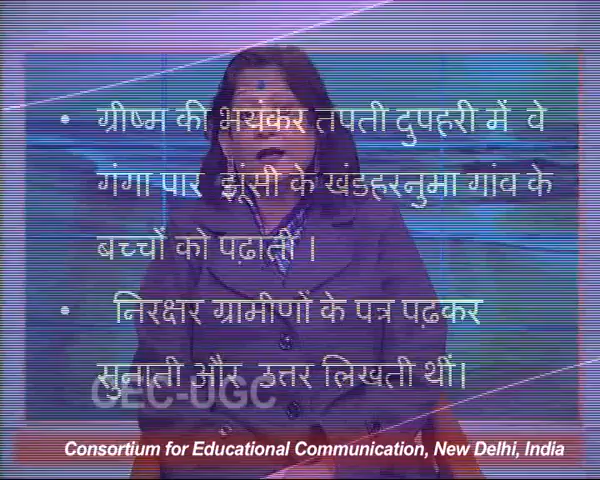 • ग्रीष्म की भयंकर तपती दुपहरी में वे
गंगा पार झूंसी के खंडहरनुमा गांव के
बच्चों को पढ़ाती ।
• निरक्षर ग्रामीणों के पत्र पढ़कर
सुनाती और उत्तर लिखती थीं।
CEC-UGC
Consortium for Educational Communication, New Delhi, India